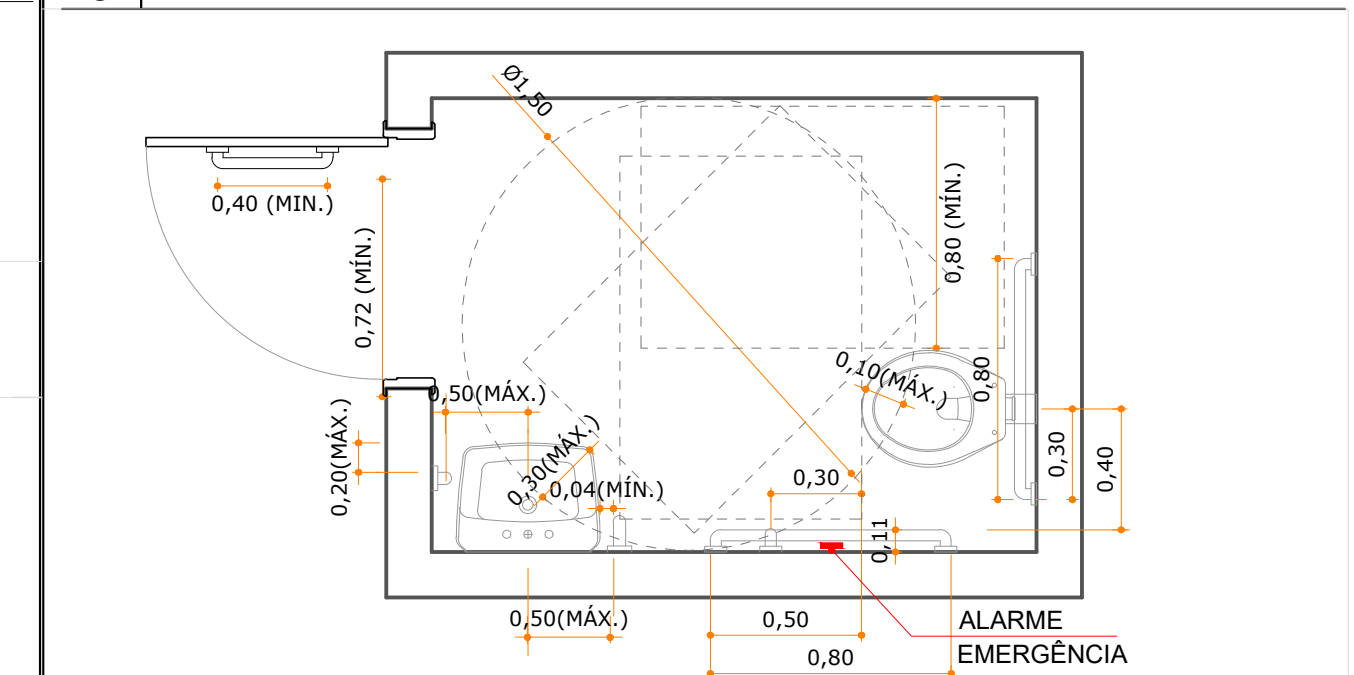 Ø1,50
0,40 (MIN.)
0,72 (MÍN.)
0,80 (MÍN.)
0,10(MÁX.)
0,80
0,50(MÁX.)
0,20(MÁX.)
0,30(MÁX.)
0,04(MÍN.)
0,30
0,30
0,40
0,11
0,50(MÁX.)
0,50
0,80
ALARME
EMERGÊNCIA